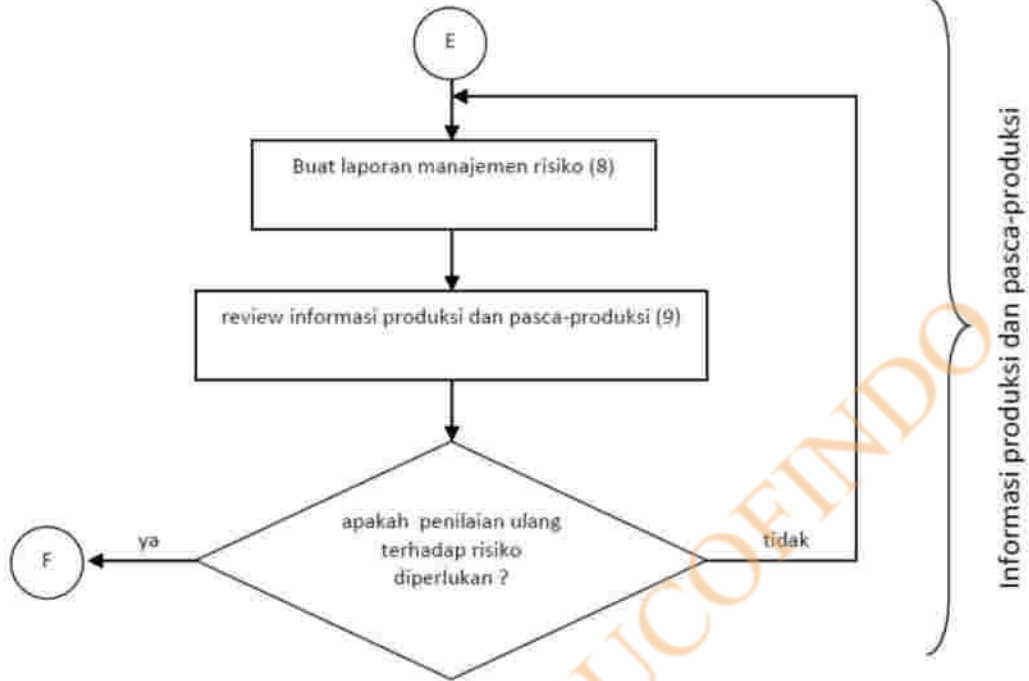 E
Buat laporan manajemen risiko (8)
review informasi produksi dan pasca-produksi (9)
apakah penilaian ulang
terhadap risiko
diperlukan ?
ya
tidak
F
Informasi produksi dan pasca-produksi
UCOFINDO